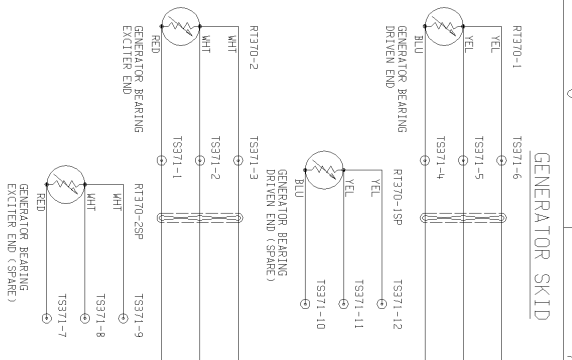 GENERATOR SKID
RT370-1
YEL
YEL
BLU
GENERATOR BEARING
DRIVEN END
TS371-6
TS371-5
TS371-4
RT370-1SP
YEL
YEL
BLU
GENERATOR BEARING
DRIVEN END (SPARE)
TS371-12
TS371-11
TS371-10
RT370-2
WHT
WHT
RED
GENERATOR BEARING
EXCITER END
TS371-3
TS371-2
TS371-1
RT370-2SP
WHT
WHT
RED
GENERATOR BEARING
EXCITER END (SPARE)
TS371-9
TS371-8
TS371-7